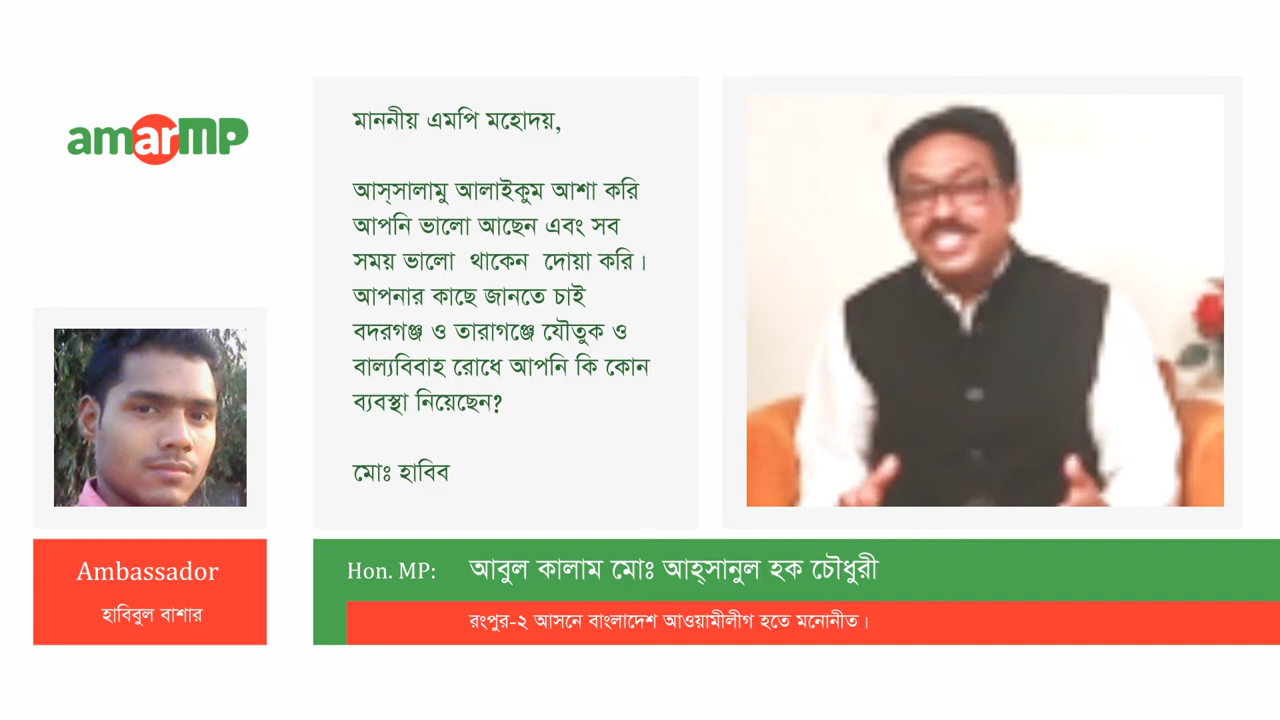 amarMP
মাননীয় এমপি মহোদয়,
আস্সালামু আলাইকুম আশা করি
আপনি ভালো আছেন এবং সব
সময় ভালো থাকেন দোয়া করি।
আপনার কাছে জানতে চাই
বদরগঞ্জ ও তারাগঞ্জে যৌতুক ও
বাল্যবিবাহ রোধে আপনি কি কোন
ব্যবস্থা নিয়েছেন?
মোঃ হাবিব
Ambassador
হাবিবুল বাশার
Hon. MP: আবুল কালাম মোঃ আহ্সানুল হক চৌধুরী
রংপুর-২ আসনে বাংলাদেশ আওয়ামীলীগ হতে মনোনীত।